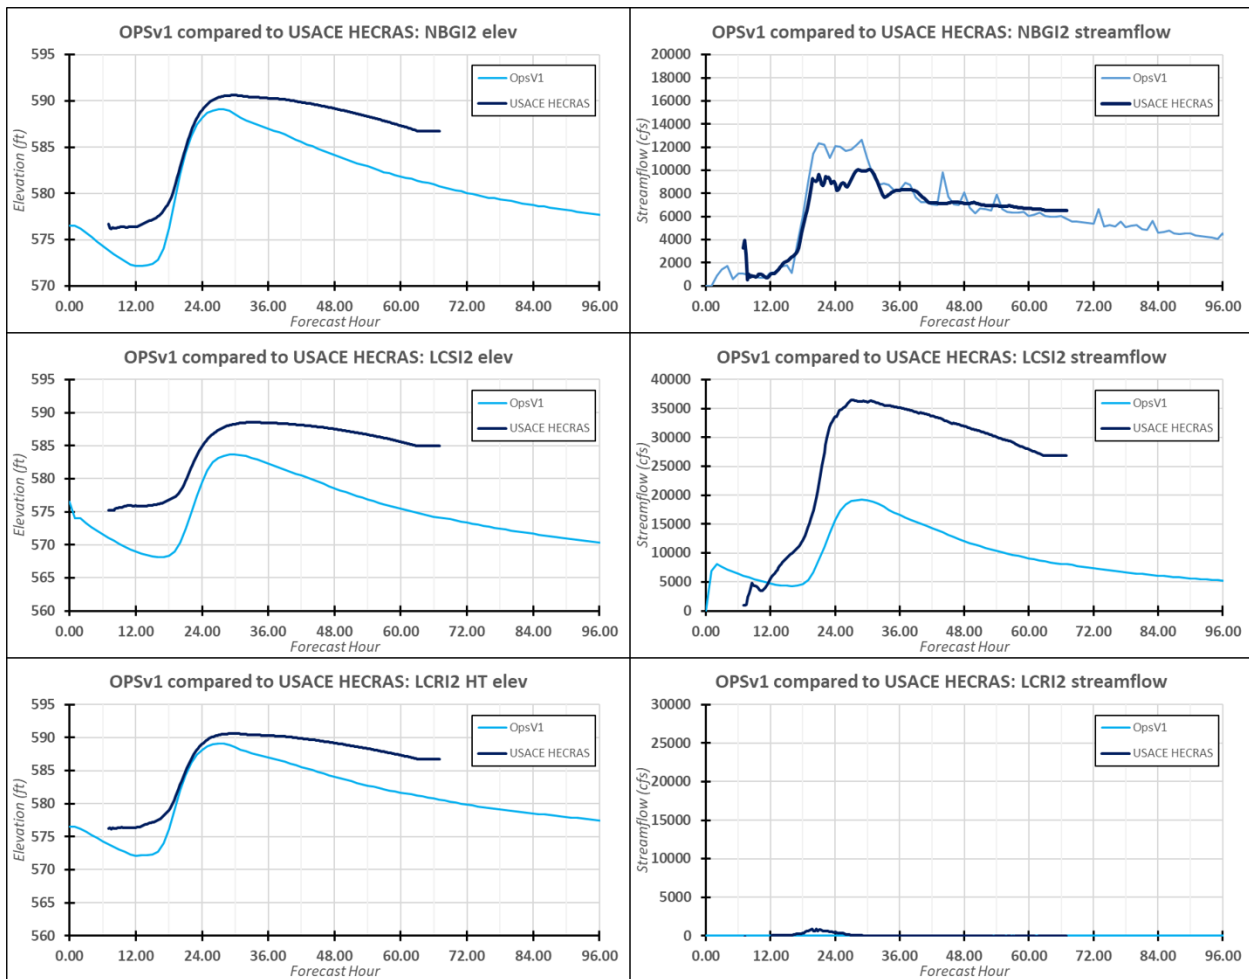 OPSv1 compared to USACE HECRAS: NBGI2 elev
595
590
585
580
575
570
Elevation (ft)
OpsV1
USACE HECRAS
0.00 12.00 24.00 36.00 48.00 60.00 72.00 84.00 96.00
Forecast Hour
OPSv1 compared to USACE HECRAS: NBGI2 streamflow
20000
18000
16000
14000
12000
10000
8000
6000
4000
2000
0
Streamflow (cfs)
OpsV1
USACE HECRAS
0.00 12.00 24.00 36.00 48.00 60.00 72.00 84.00 96.00
Forecast Hour
OPSv1 compared to USACE HECRAS: LCSI2 elev
595
590
585
580
575
570
565
560
Elevation (ft)
OpsV1
USACE HECRAS
0.00 12.00 24.00 36.00 48.00 60.00 72.00 84.00 96.00
Forecast Hour
OPSv1 compared to USACE HECRAS: LCSI2 streamflow
40000
35000
30000
25000
20000
15000
10000
5000
0
Streamflow (cfs)
OpsV1
USACE HECRAS
0.00 12.00 24.00 36.00 48.00 60.00 72.00 84.00 96.00
Forecast Hour
OPSv1 compared to USACE HECRAS: LCRI2 HT elev
595
590
585
580
575
570
565
560
Elevation (ft)
OpsV1
USACE HECRAS
0.00 12.00 24.00 36.00 48.00 60.00 72.00 84.00 96.00
Forecast Hour
OPSv1 compared to USACE HECRAS: LCRI2 streamflow
30000
25000
20000
15000
10000
5000
0
Streamflow (cfs)
OpsV1
USACE HECRAS
0.00 12.00 24.00 36.00 48.00 60.00 72.00 84.00 96.00
Forecast Hour